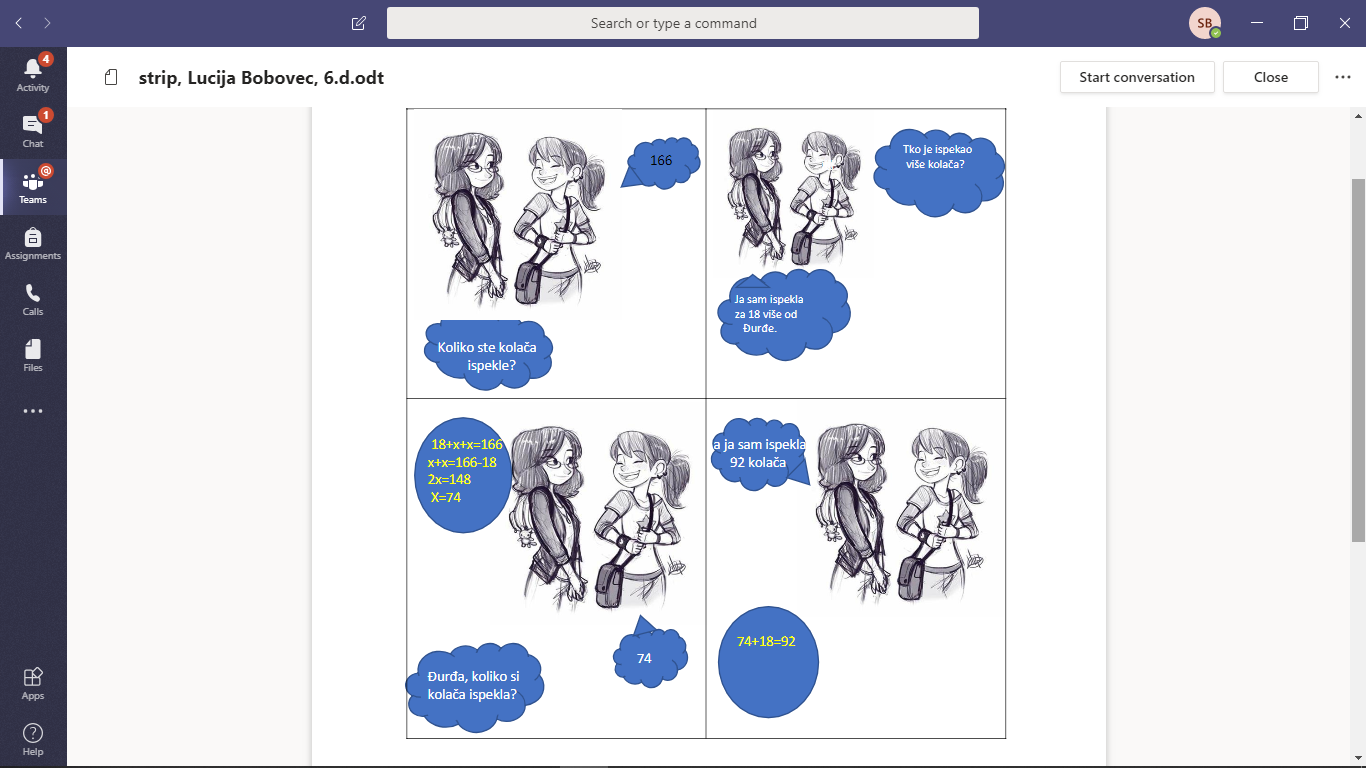 Search or type a command
SB
4
Activity
1
Chat
@
Teams
Assignments
Calls
Files
Apps
Help
strip, Lucija Bobovec, 6.d.odt
Start conversation
Close
166
Koliko ste kolača
ispekle?
Tko je ispekao
više kolača?
Ja sam ispekla
za 18 više od
Đurđe.
18+x+x=166
x+x=166-18
2x=148
X=74
Đurđa, koliko si
kolača ispekla?
74
a ja sam ispekla
92 kolača
74+18=92